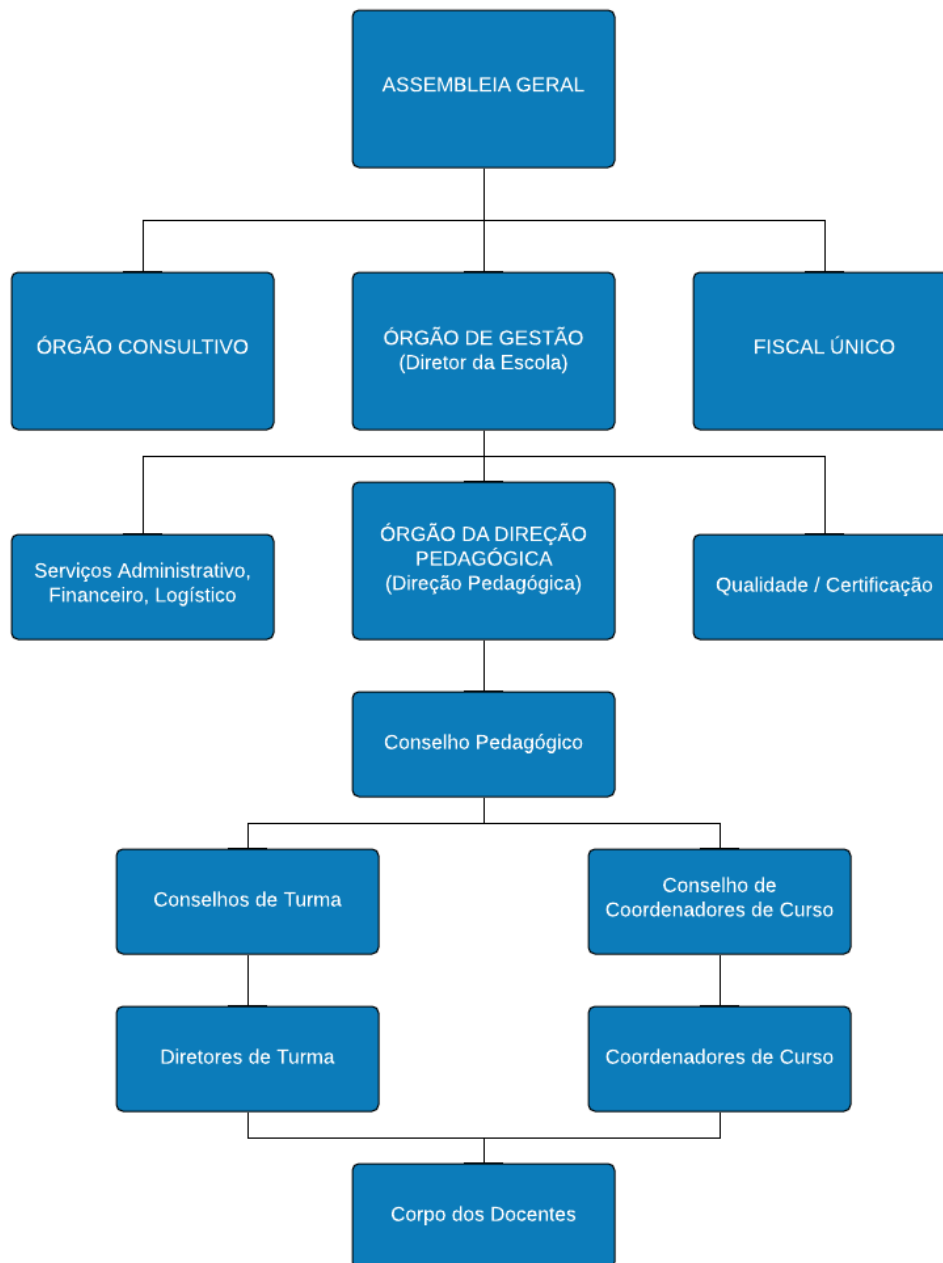 ASSEMBLEIA GERAL
ÓRGÃO CONSULTIVO
ÓRGÃO DE GESTÃO
(Diretor da Escola)
FISCAL ÚNICO
Serviços Administrativo,
Financeiro, Logístico
ÓRGÃO DA DIREÇÃO
PEDAGÓGICA
(Direção Pedagógica)
Qualidade / Certificação
Conselho Pedagógico
Conselhos de Turma
Conselho de
Coordenadores de Curso
Diretores de Turma
Coordenadores de Curso
Corpo dos Docentes